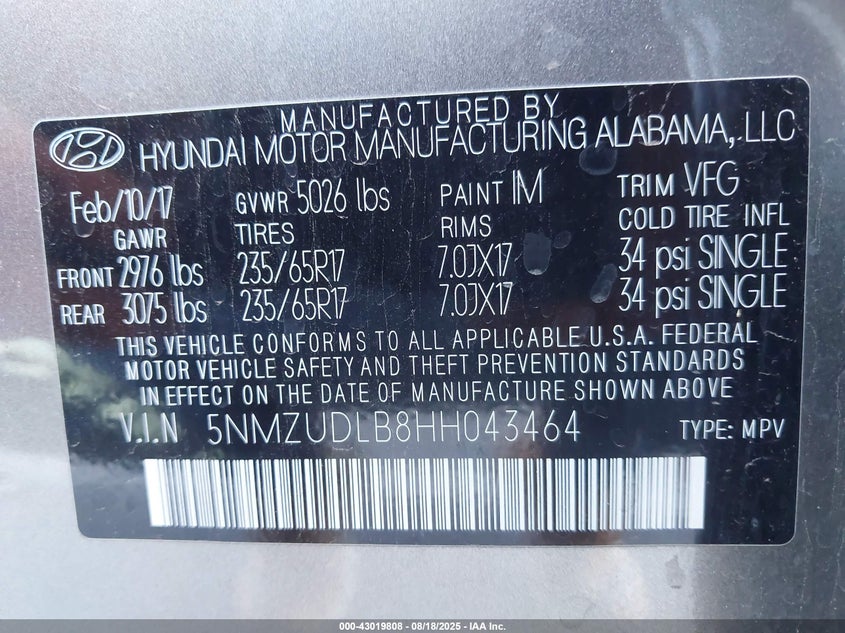 MANUFACTURED BY
HYUNDAI MOTOR MANUFACTURING ALABAMA, LLC
Feb/10/17 GVWR 5026 lbs PAINT IM TRIM VFG
GAWR TIRES RIMS COLD TIRE INFL
FRONT 2976 lbs 235/65R17 7.0JX17 34 psi SINGLE
REAR 3075 lbs 235/65R17 7.0JX17 34 psi SINGLE
THIS VEHICLE CONFORMS TO ALL APPLICABLE U.S.A. FEDERAL
MOTOR VEHICLE SAFETY AND THEFT PREVENTION STANDARDS
IN EFFECT ON THE DATE OF MANUFACTURE SHOWN ABOVE
V.I.N 5NMZUDLB8HH043464 TYPE: MPV
000-43019808 - 08/18/2025 - IAA Inc.